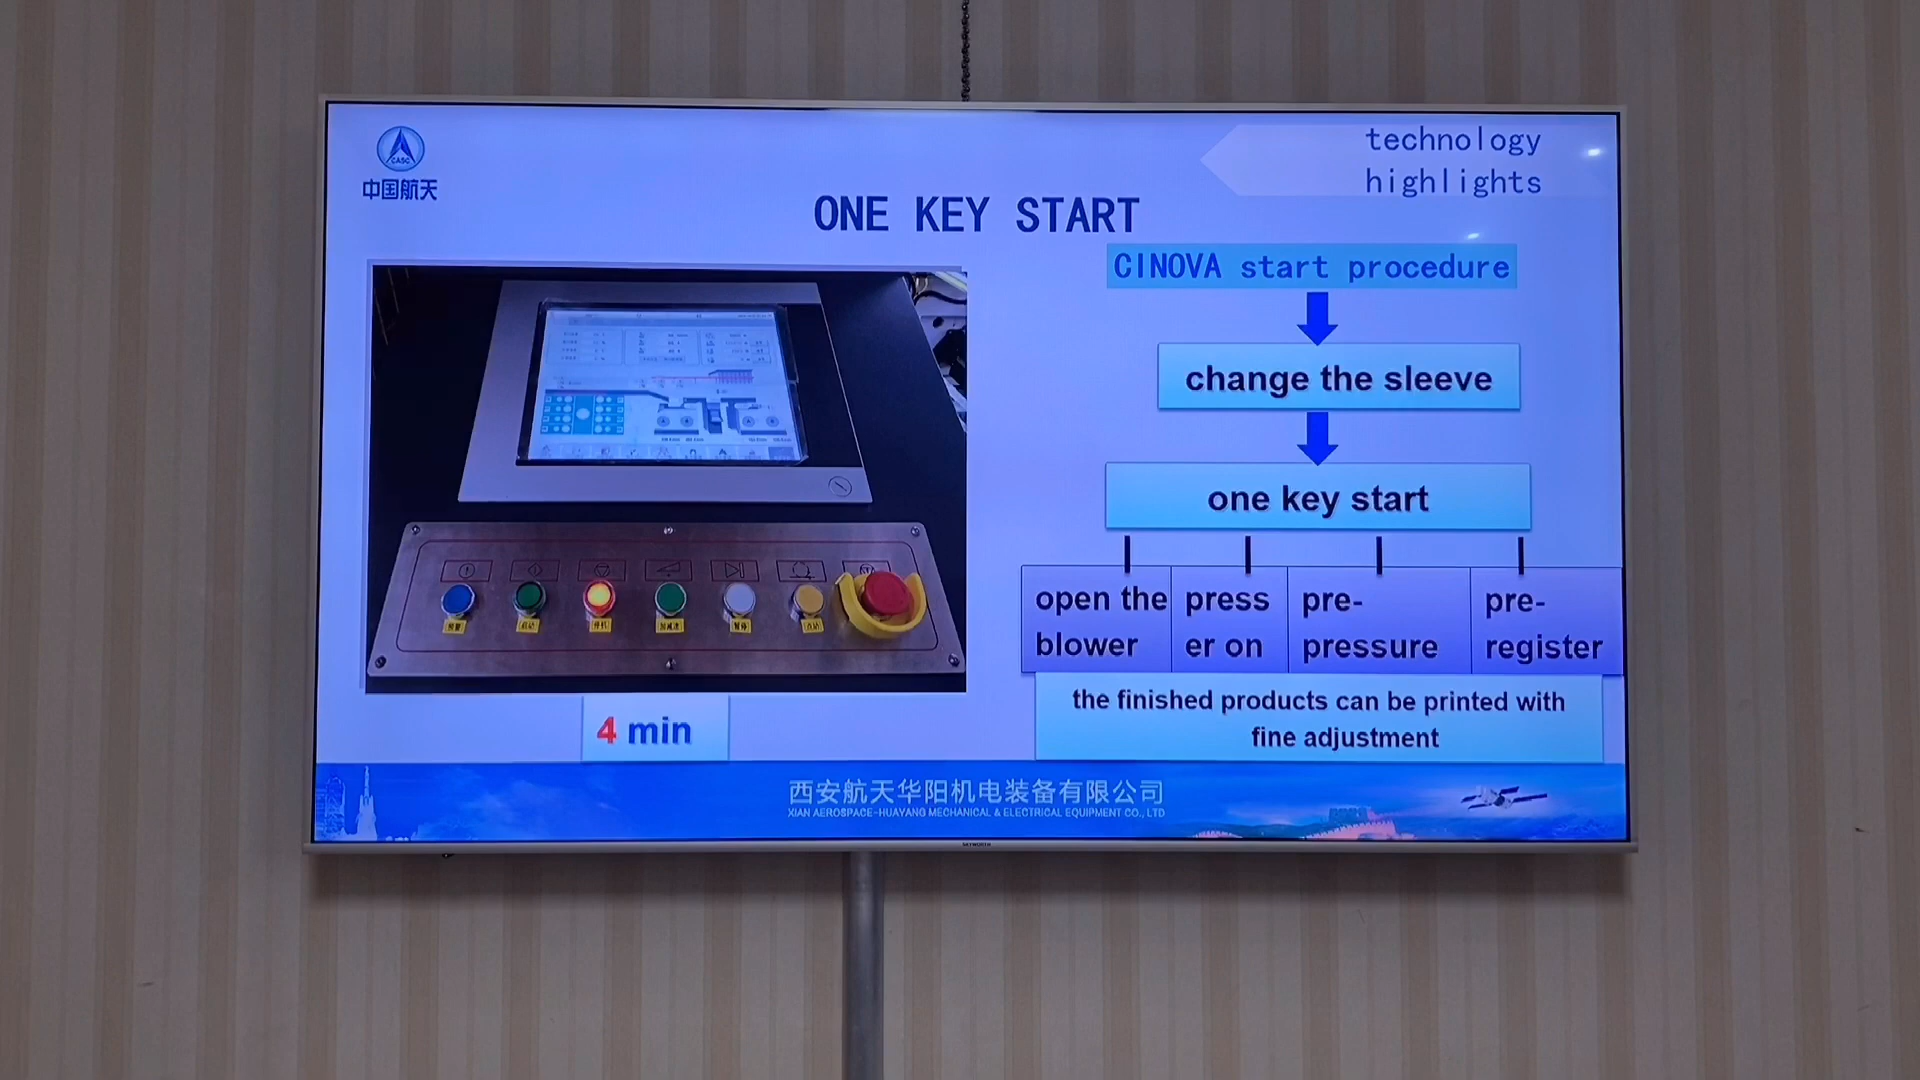 CASC
中国航天
technology
highlights
ONE KEY START
CINOVA start procedure
change the sleeve
one key start
open the
blower
press
er on
pre-
pressure
pre-
register
the finished products can be printed with
fine adjustment
4 min
西安航天华阳机电装备有限公司
XIAN AEROSPACE-HUAYANG MECHANICAL & ELECTRICAL EQUIPMENT CO., LTD
SKYWORTH